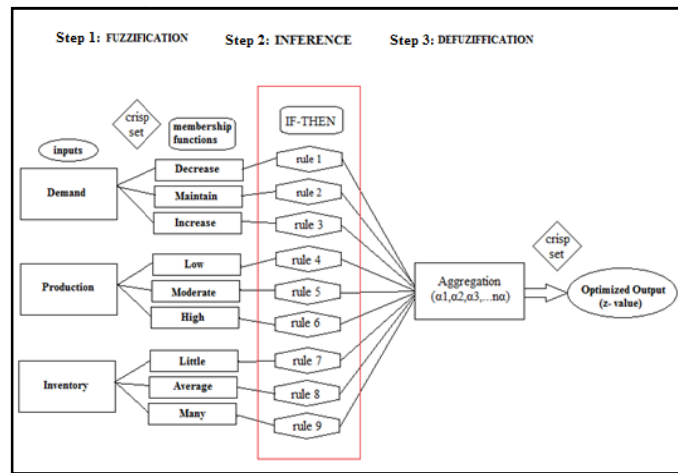 Step 1: FUZZIFICATION
Step 2: INFERENCE
Step 3: DEFUZIFFICATION
crisp
set
membership
functions
IF-THEN
inputs
Demand
Decrease
Maintain
Increase
rule 1
rule 2
rule 3
Production
Low
Moderate
High
rule 4
rule 5
rule 6
Inventory
Little
Average
Many
rule 7
rule 8
rule 9
Aggregation
(α1,α2,α3,...nα)
crisp
set
Optimized Output
(z- value)